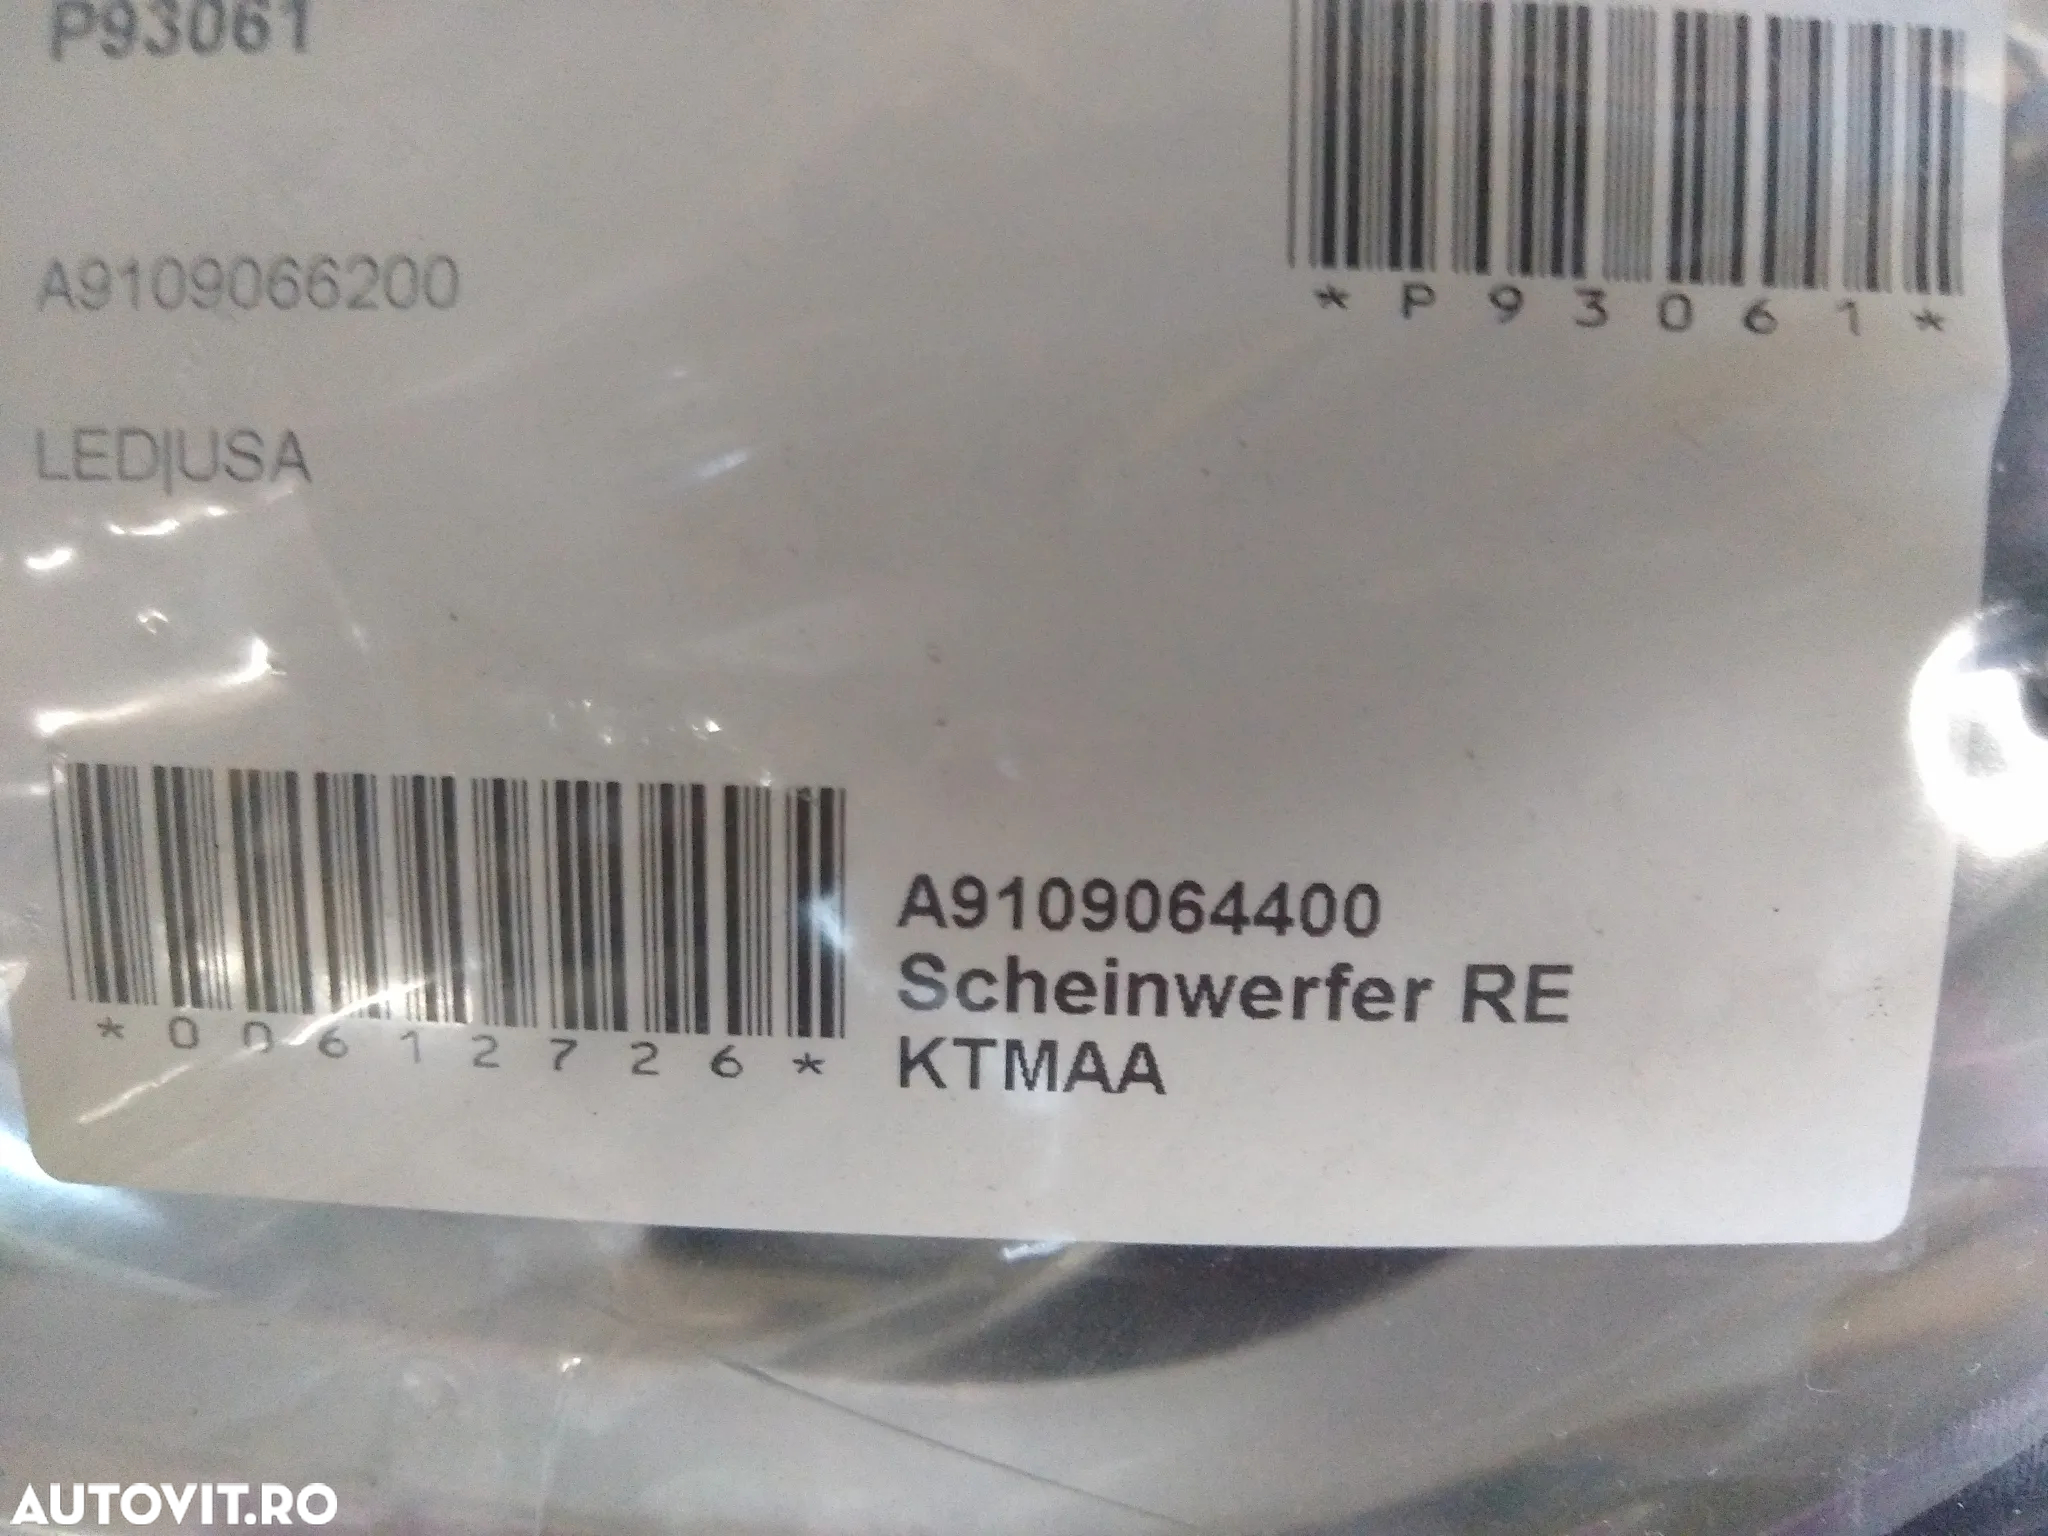 P93061
*P93061*
A9109066200
LED|USA
*00612726*
A9109064400
Scheinwerfer RE
KTMAA
AUTOVIT.RO